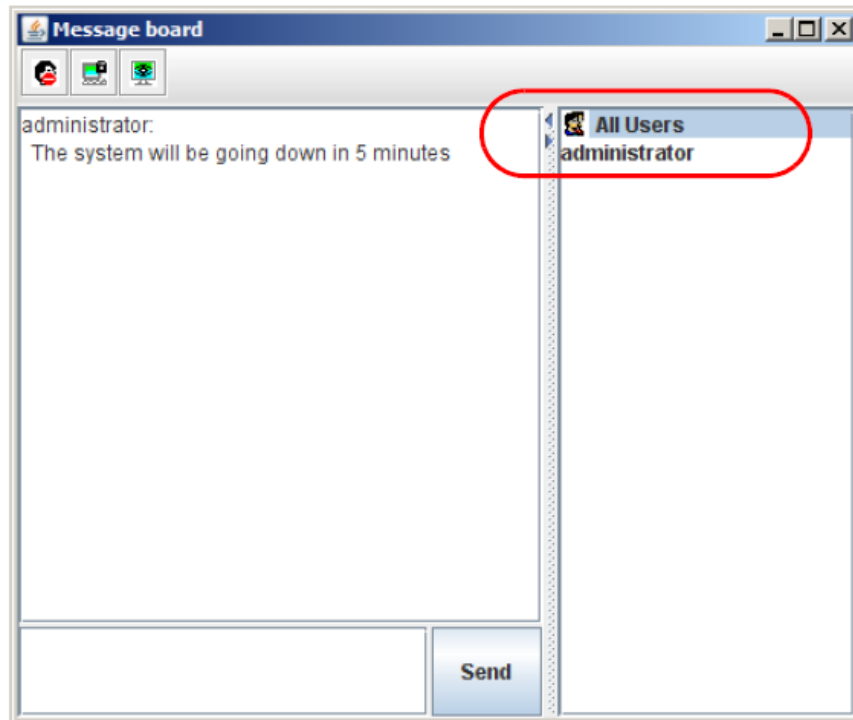 Message board
administrator:
The system will be going down in 5 minutes
All Users
administrator
Send